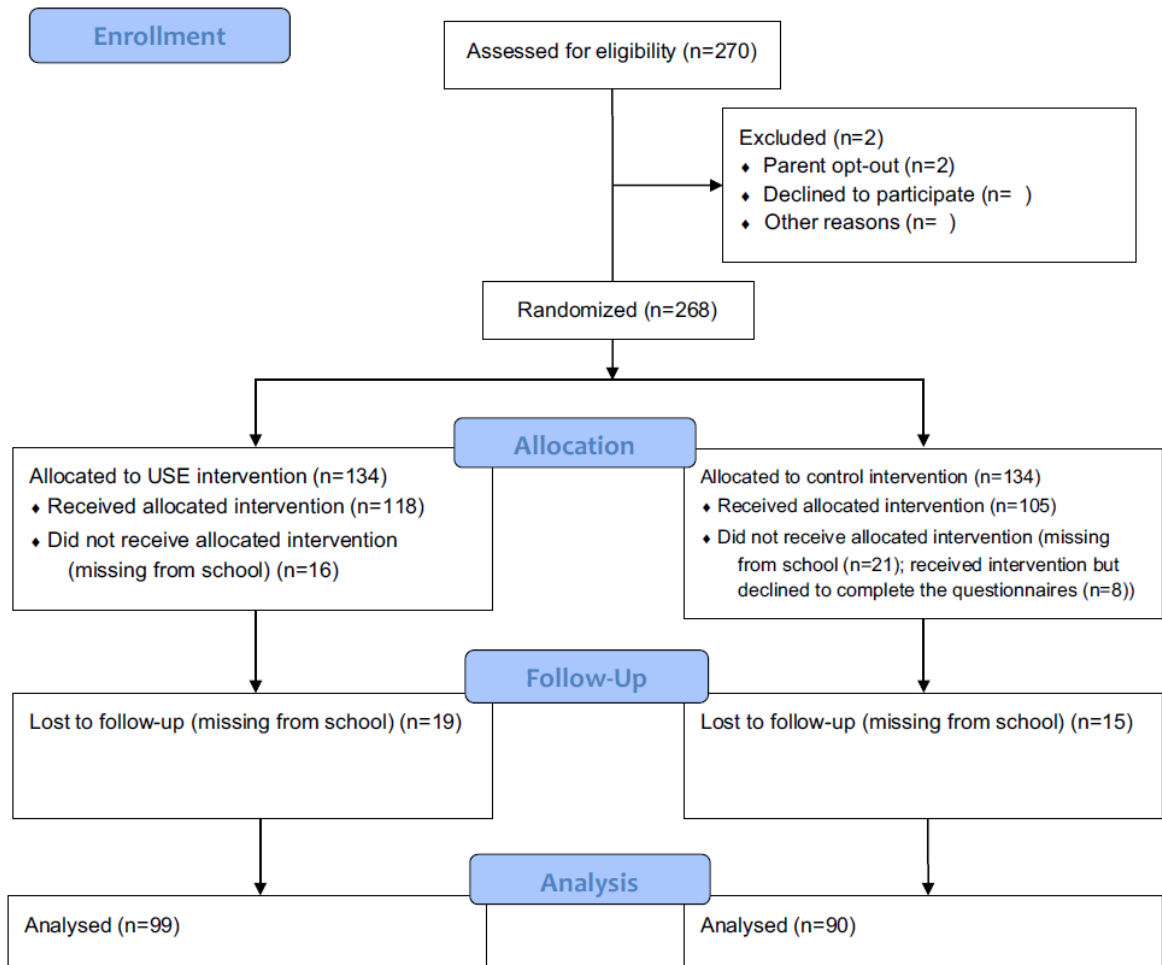 Enrollment
Assessed for eligibility (n=270)
Excluded (n=2)
♦ Parent opt-out (n=2)
♦ Declined to participate (n= )
♦ Other reasons (n= )
Randomized (n=268)
Allocation
Allocated to USE intervention (n=134)
♦ Received allocated intervention (n=118)
♦ Did not receive allocated intervention
(missing from school) (n=16)
Allocated to control intervention (n=134)
♦ Received allocated intervention (n=105)
♦ Did not receive allocated intervention (missing
from school (n=21); received intervention but
declined to complete the questionnaires (n=8))
Follow-Up
Lost to follow-up (missing from school) (n=19)
Lost to follow-up (missing from school) (n=15)
Analysis
Analysed (n=99)
Analysed (n=90)